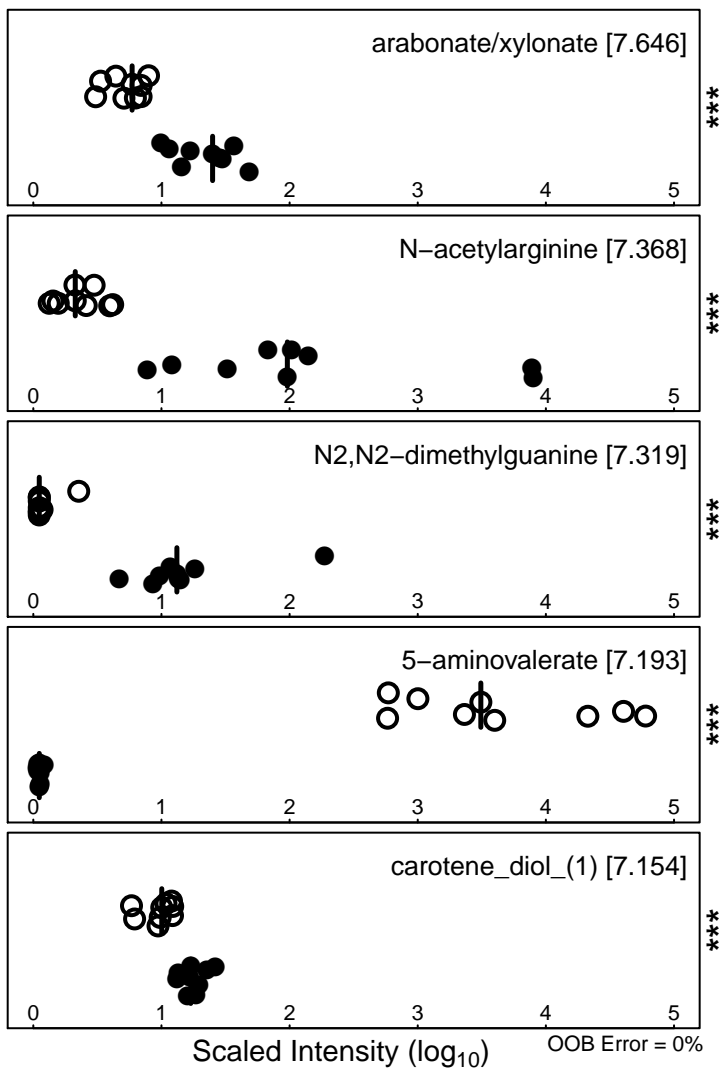 arabonate/xylonate [7.646]
***
0 1 2 3 4 5
N−acetylarginine [7.368]
***
0 1 2 3 4 5
N2,N2−dimethylguanine [7.319]
***
0 1 2 3 4 5
5−aminovalerate [7.193]
***
0 1 2 3 4 5
carotene_diol_(1) [7.154]
***
0 1 2 3 4 5
Scaled Intensity (log10) OOB Error = 0%